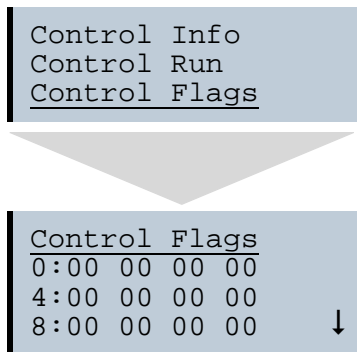 Control Info
Control Run
Control Flags
Control Flags
0:00 00 00 00
4:00 00 00 00
8:00 00 00 00 ↓